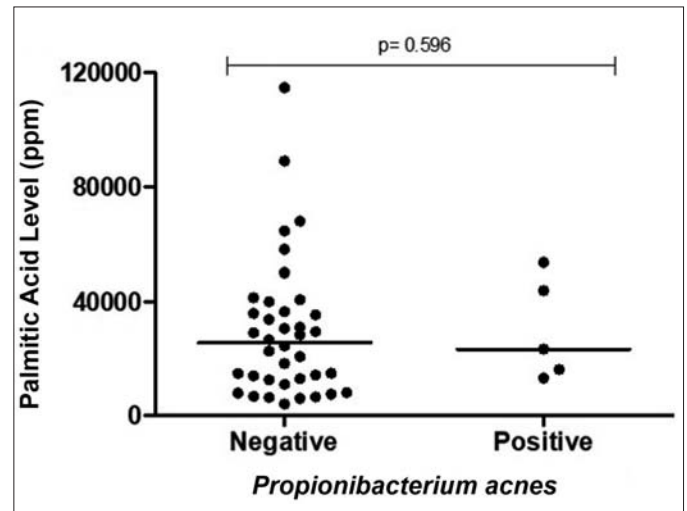 p= 0.596
Palmitic Acid Level (ppm)
120000
80000
40000
0
Negative
Positive
Propionibacterium acnes